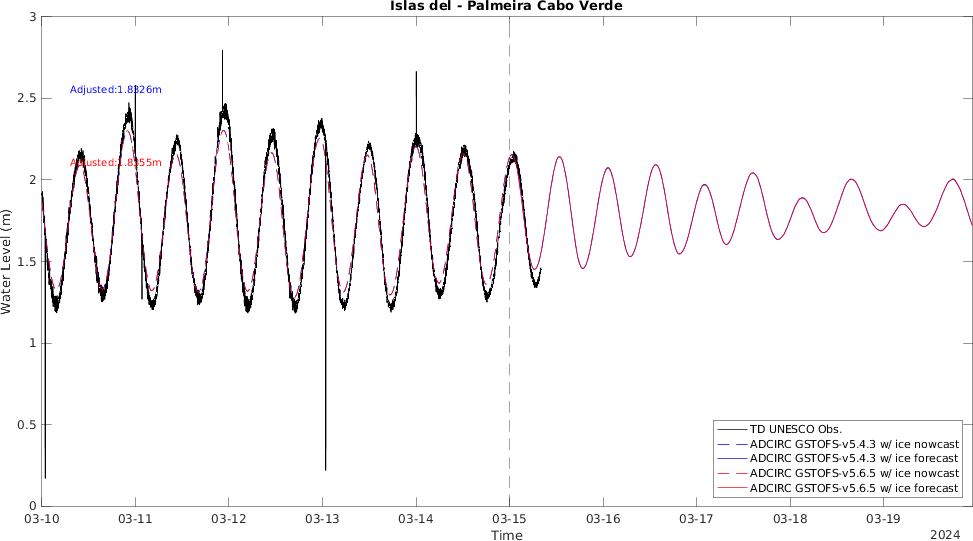 Islas del - Palmeira Cabo Verde
3
2.5
2
1.5
1
0.5
0
Water Level (m)
Adjusted:1.8326m
Adjusted:1.8355m
TD UNESCO Obs.
ADCIRC GSTOFS-v5.4.3 w/ ice nowcast
ADCIRC GSTOFS-v5.4.3 w/ ice forecast
ADCIRC GSTOFS-v5.6.5 w/ ice nowcast
ADCIRC GSTOFS-v5.6.5 w/ ice forecast
03-10 03-11 03-12 03-13 03-14 03-15 03-16 03-17 03-18 03-19
Time
2024